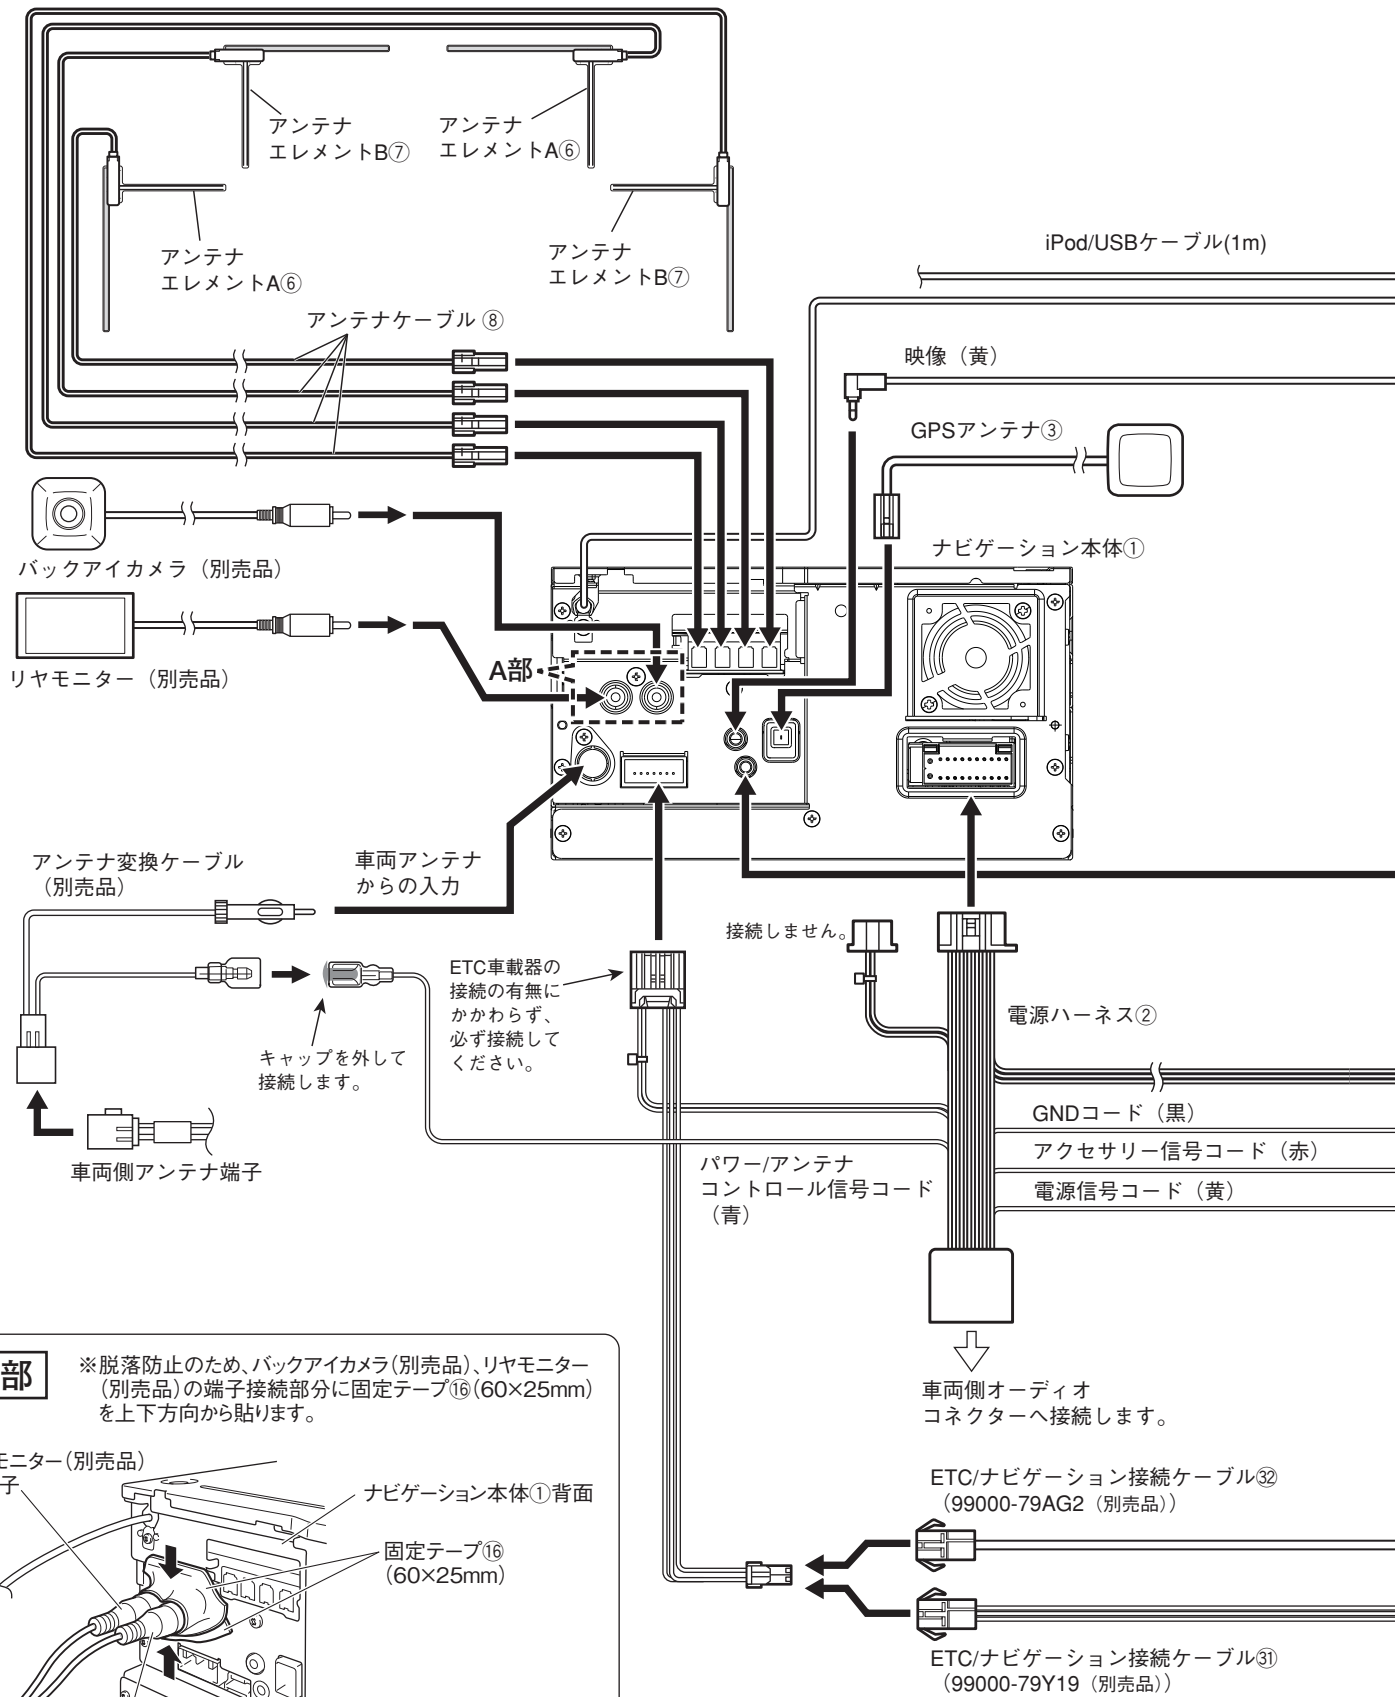 アンテナ
エレメントB⑦
アンテナ
エレメントA⑥
アンテナ
エレメントA⑥
アンテナ
エレメントB⑦
iPod/USBケーブル(1m)
アンテナケーブル ⑧
映像（黄）
GPSアンテナ③
ナビゲーション本体①
バックアイカメラ（別売品）
リヤモニター（別売品）
A部
アンテナ変換ケーブル
（別売品）
車両アンテナ
からの入力
接続しません。
ETC車載器の
接続の有無に
かかわらず、
必ず接続して
ください。
キャップを外して
接続します。
電源ハーネス②
GNDコード（黒）
アクセサリー信号コード（赤）
電源信号コード（黄）
車両側アンテナ端子
パワー/アンテナ
コントロール信号コード
（青）
車両側オーディオ
コネクターへ接続します。
部
※脱落防止のため、バックアイカメラ(別売品)、リヤモニター
(別売品)の端子接続部分に固定テープ⑯(60×25mm)
を上下方向から貼ります。
モニター(別売品)
子
ナビゲーション本体①背面
固定テープ⑯
(60×25mm)
ETC/ナビゲーション接続ケーブル㉜
（99000-79AG2（別売品））
ETC/ナビゲーション接続ケーブル㉛
（99000-79Y19（別売品））